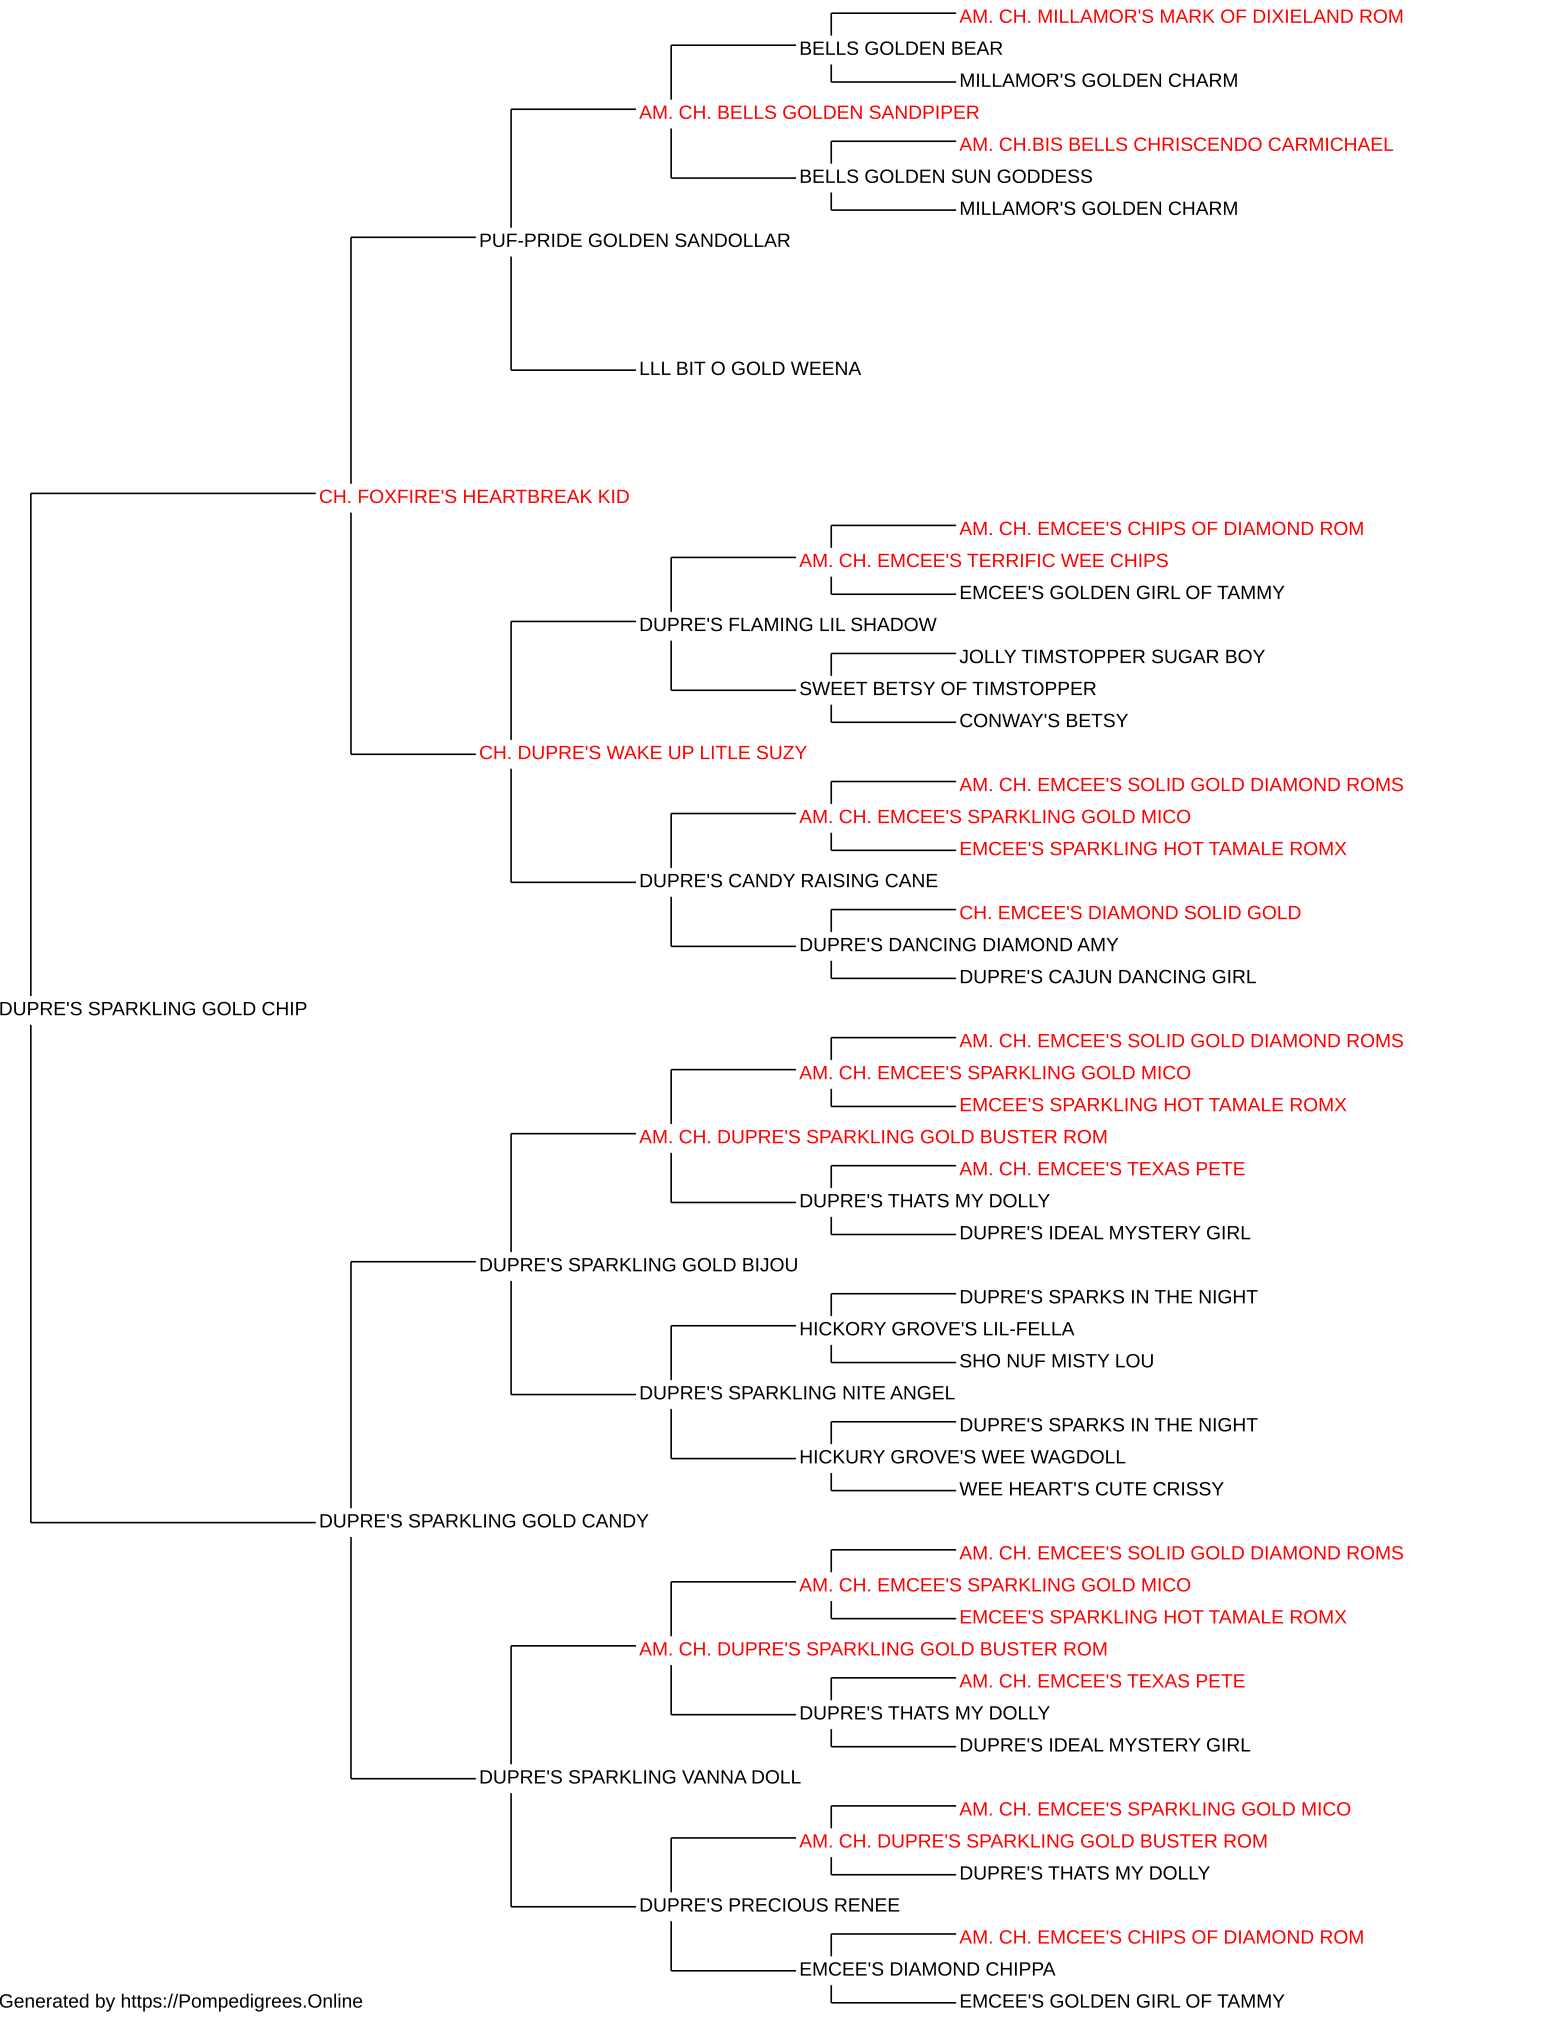 AM. CH. MILLAMOR'S MARK OF DIXIELAND ROM
BELLS GOLDEN BEAR
MILLAMOR'S GOLDEN CHARM
AM. CH. BELLS GOLDEN SANDPIPER
AM. CH.BIS BELLS CHRISCENDO CARMICHAEL
BELLS GOLDEN SUN GODDESS
MILLAMOR'S GOLDEN CHARM
PUF-PRIDE GOLDEN SANDOLLAR
LLL BIT O GOLD WEENA
CH. FOXFIRE'S HEARTBREAK KID
AM. CH. EMCEE'S CHIPS OF DIAMOND ROM
AM. CH. EMCEE'S TERRIFIC WEE CHIPS
EMCEE'S GOLDEN GIRL OF TAMMY
DUPRE'S FLAMING LIL SHADOW
JOLLY TIMSTOPPER SUGAR BOY
SWEET BETSY OF TIMSTOPPER
CONWAY'S BETSY
CH. DUPRE'S WAKE UP LITLE SUZY
AM. CH. EMCEE'S SOLID GOLD DIAMOND ROMS
AM. CH. EMCEE'S SPARKLING GOLD MICO
EMCEE'S SPARKLING HOT TAMALE ROMX
DUPRE'S CANDY RAISING CANE
CH. EMCEE'S DIAMOND SOLID GOLD
DUPRE'S DANCING DIAMOND AMY
DUPRE'S CAJUN DANCING GIRL
DUPRE'S SPARKLING GOLD CHIP
AM. CH. EMCEE'S SOLID GOLD DIAMOND ROMS
AM. CH. EMCEE'S SPARKLING GOLD MICO
EMCEE'S SPARKLING HOT TAMALE ROMX
AM. CH. DUPRE'S SPARKLING GOLD BUSTER ROM
AM. CH. EMCEE'S TEXAS PETE
DUPRE'S THATS MY DOLLY
DUPRE'S IDEAL MYSTERY GIRL
DUPRE'S SPARKLING GOLD BIJOU
DUPRE'S SPARKS IN THE NIGHT
HICKORY GROVE'S LIL-FELLA
SHO NUF MISTY LOU
DUPRE'S SPARKLING NITE ANGEL
DUPRE'S SPARKS IN THE NIGHT
HICKURY GROVE'S WEE WAGDOLL
WEE HEART'S CUTE CRISSY
DUPRE'S SPARKLING GOLD CANDY
AM. CH. EMCEE'S SOLID GOLD DIAMOND ROMS
AM. CH. EMCEE'S SPARKLING GOLD MICO
EMCEE'S SPARKLING HOT TAMALE ROMX
AM. CH. DUPRE'S SPARKLING GOLD BUSTER ROM
AM. CH. EMCEE'S TEXAS PETE
DUPRE'S THATS MY DOLLY
DUPRE'S IDEAL MYSTERY GIRL
DUPRE'S SPARKLING VANNA DOLL
AM. CH. EMCEE'S SPARKLING GOLD MICO
AM. CH. DUPRE'S SPARKLING GOLD BUSTER ROM
DUPRE'S THATS MY DOLLY
DUPRE'S PRECIOUS RENEE
AM. CH. EMCEE'S CHIPS OF DIAMOND ROM
EMCEE'S DIAMOND CHIPPA
EMCEE'S GOLDEN GIRL OF TAMMY
Generated by https://Pompedigrees.Online